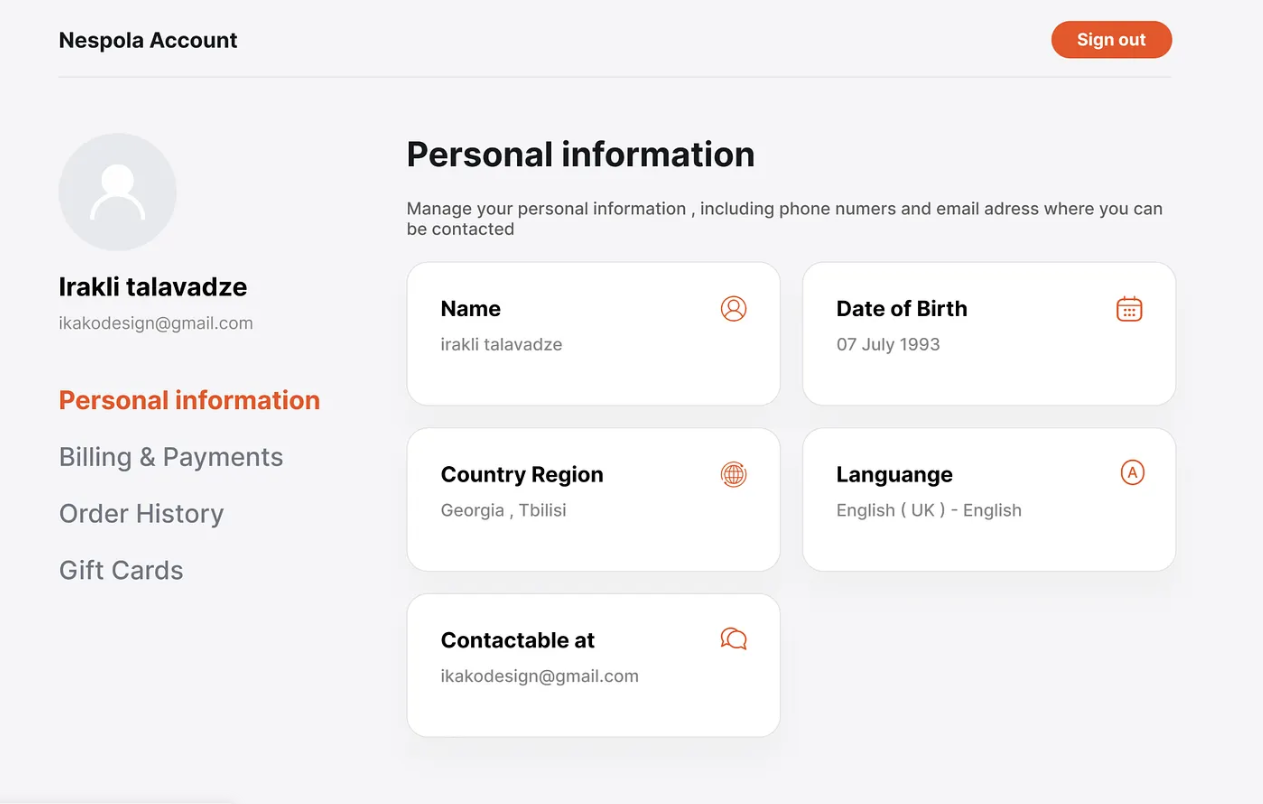 Nespola Account
Sign out
Irakli talavadze
ikakodesign@gmail.com
Personal information
Billing & Payments
Order History
Gift Cards
Personal information
Manage your personal information , including phone numers and email adress where you can
be contacted
Name
irakli talavadze
Date of Birth
07 July 1993
Country Region
Georgia , Tbilisi
Languange
A
English ( UK ) - English
Contactable at
ikakodesign@gmail.com